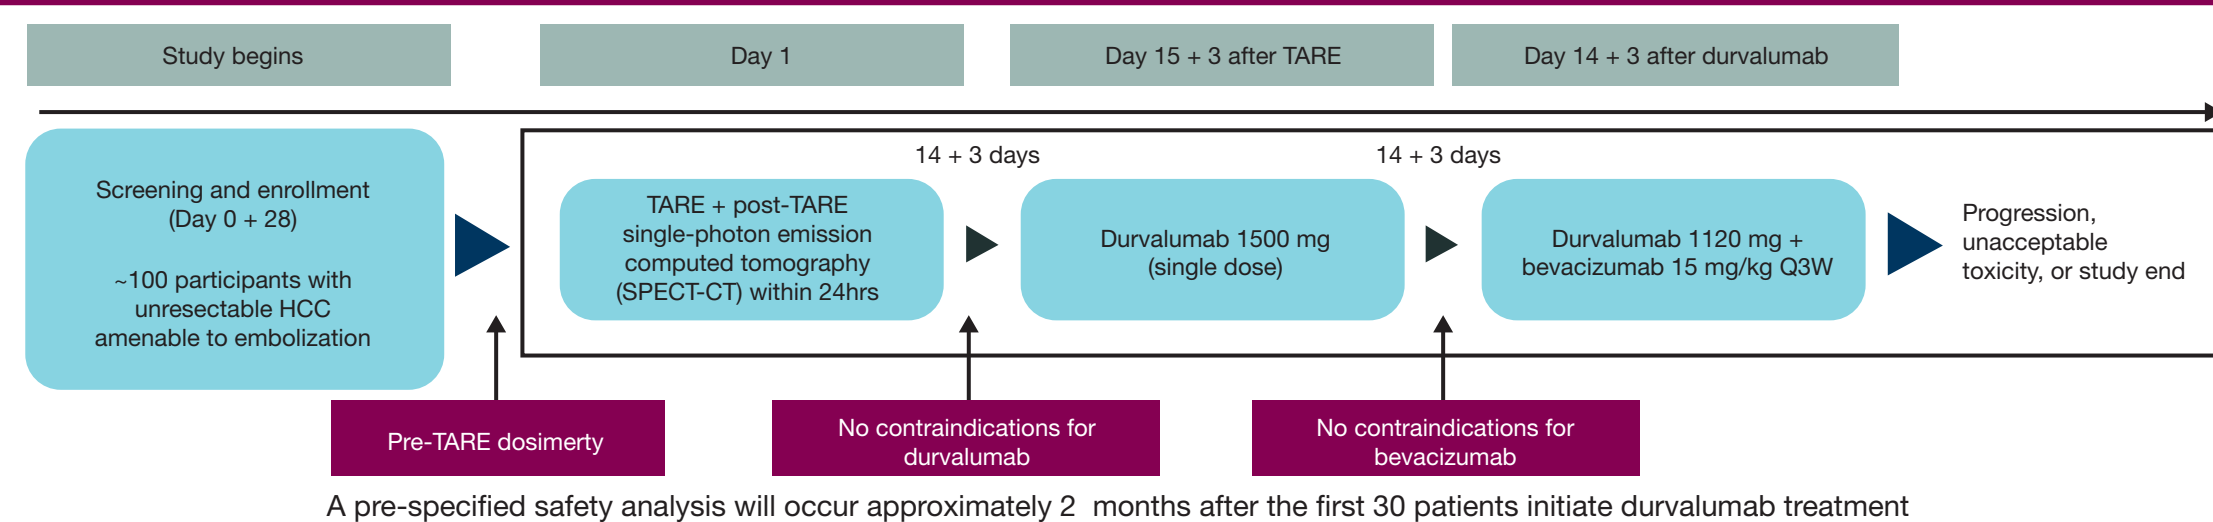 Study begins
Day 1
Day 15 + 3 after TARE
Day 14 + 3 after durvalumab
Screening and enrollment
(Day 0 + 28)
~100 participants with
unresectable HCC
amenable to embolization
TARE + post-TARE
single-photon emission
computed tomography
(SPECT-CT) within 24hrs
14 + 3 days
Durvalumab 1500 mg
(single dose)
14 + 3 days
Durvalumab 1120 mg +
bevacizumab 15 mg/kg Q3W
Progression,
unacceptable
toxicity, or study end
Pre-TARE dosimerty
No contraindications for
durvalumab
No contraindications for
bevacizumab
A pre-specified safety analysis will occur approximately 2  months after the first 30 patients initiate durvalumab treatment